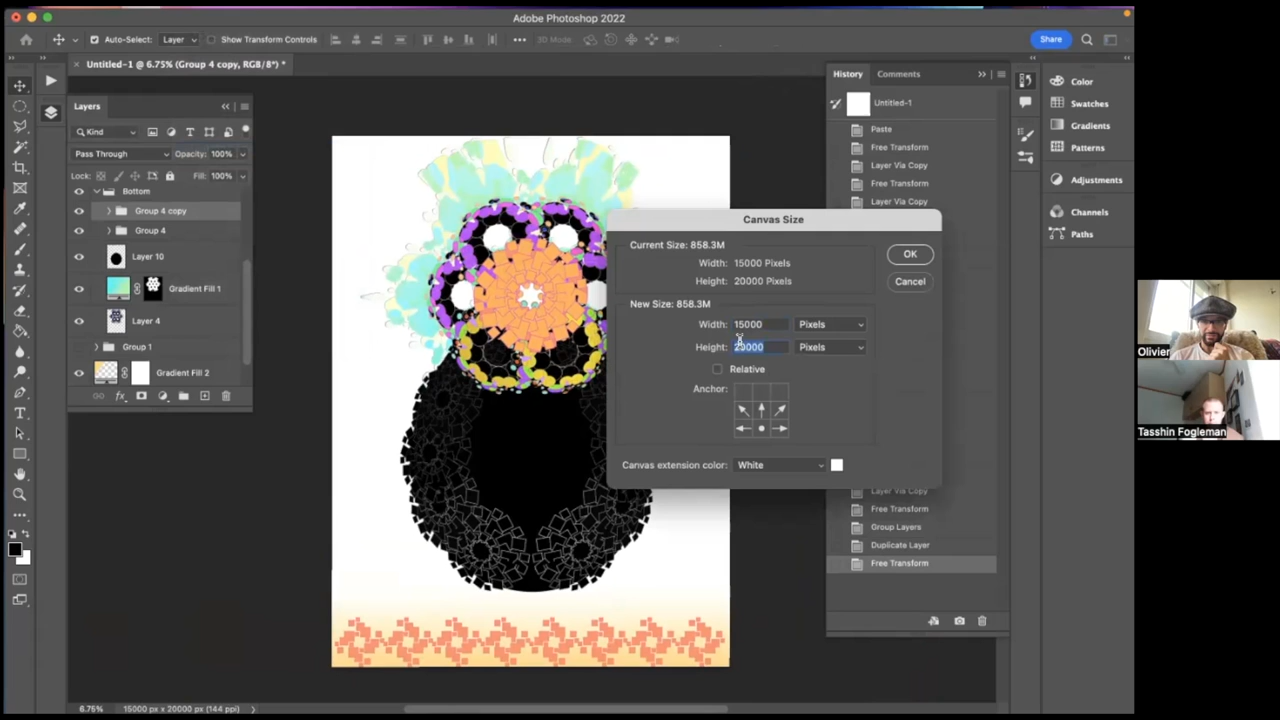 Adobe Photoshop 2022
Auto-Select: Layer Show Transform Controls 3D Mode: Share
Untitled-1 @ 6.75% (Group 4 copy, RGB/8*) *
Layers
Kind
Pass Through Opacity: 100%
Lock: Fill: 100%
Bottom
Group 4 copy
Group 4
Layer 10
Gradient Fill 1
Layer 4
Group 1
Gradient Fill 2
fx
Canvas Size
Current Size: 858.3M
Width: 15000 Pixels
Height: 20000 Pixels
New Size: 858.3M
Width: 15000 Pixels
Height: 20000 Pixels
Relative
Anchor:
Canvas extension color: White
OK
Cancel
History Comments
Untitled-1
Paste
Free Transform
Layer Via Copy
Free Transform
Layer Via Copy
Layer Via Copy
Free Transform
Group Layers
Duplicate Layer
Free Transform
Color
Swatches
Gradients
Patterns
Adjustments
Channels
Paths
Olivier
Tasshin Fogleman
6.75% 15000 px x 20000 px (144 ppi)